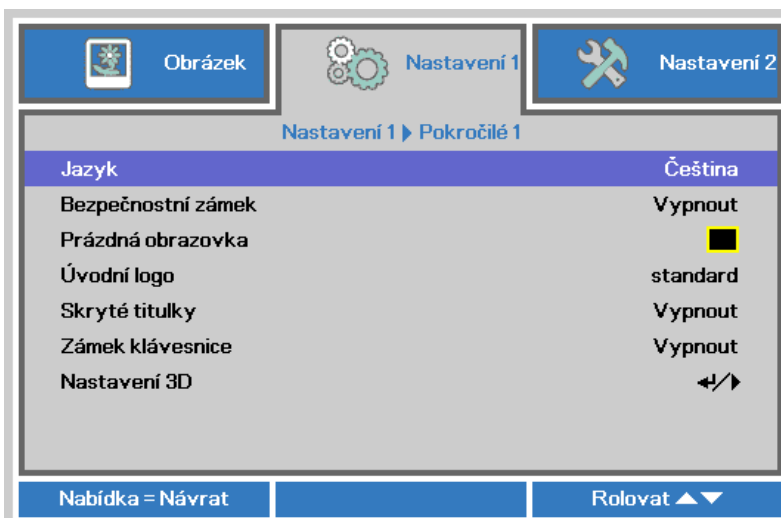 Obrázek
Nastavení 1
Nastavení 2
Nastavení 1 ▶ Pokročilé 1
Jazyk Čeština
Bezpečnostní zámek Vypnout
Prázdná obrazovka
Úvodní logo standard
Skryté titulky Vypnout
Zámek klávesnice Vypnout
Nastavení 3D ↵/▶
Nabídka = Návrat Rolovat ▲▼